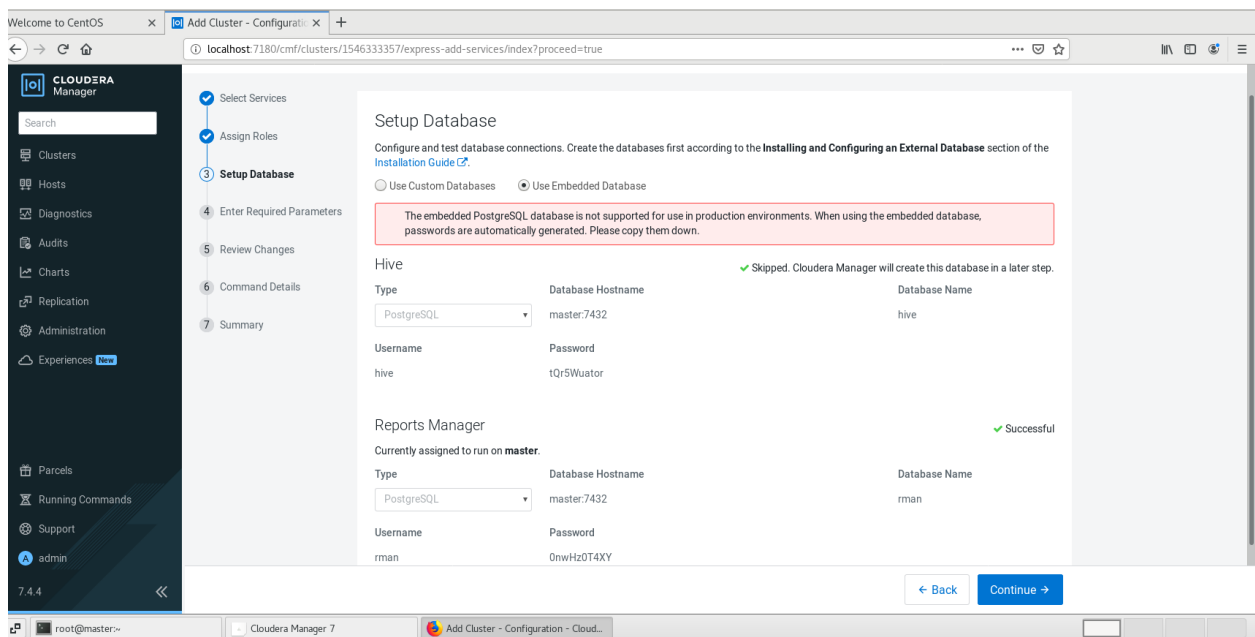 Welcome to CentOS
Add Cluster - Configuratio
localhost:7180/cmf/clusters/1546333357/express-add-services/index?proceed=true
CLOUDERA
Manager
Search
Clusters
Hosts
Diagnostics
Audits
Charts
Replication
Administration
Experiences New
Parcels
Running Commands
Support
A admin
7.4.4
Select Services
Assign Roles
3 Setup Database
4 Enter Required Parameters
5 Review Changes
6 Command Details
7 Summary
Setup Database
Configure and test database connections. Create the databases first according to the Installing and Configuring an External Database section of the
Installation Guide.
Use Custom Databases Use Embedded Database
The embedded PostgreSQL database is not supported for use in production environments. When using the embedded database,
passwords are automatically generated. Please copy them down.
Hive
Skipped. Cloudera Manager will create this database in a later step.
Type Database Hostname Database Name
PostgreSQL master:7432 hive
Username Password
hive tQr5Wuator
Reports Manager
Successful
Currently assigned to run on master.
Type Database Hostname Database Name
PostgreSQL master:7432 rman
Username Password
rman 0nwHz0T4XY
Back Continue
root@master:~ Cloudera Manager 7 Add Cluster - Configuration - Cloud...